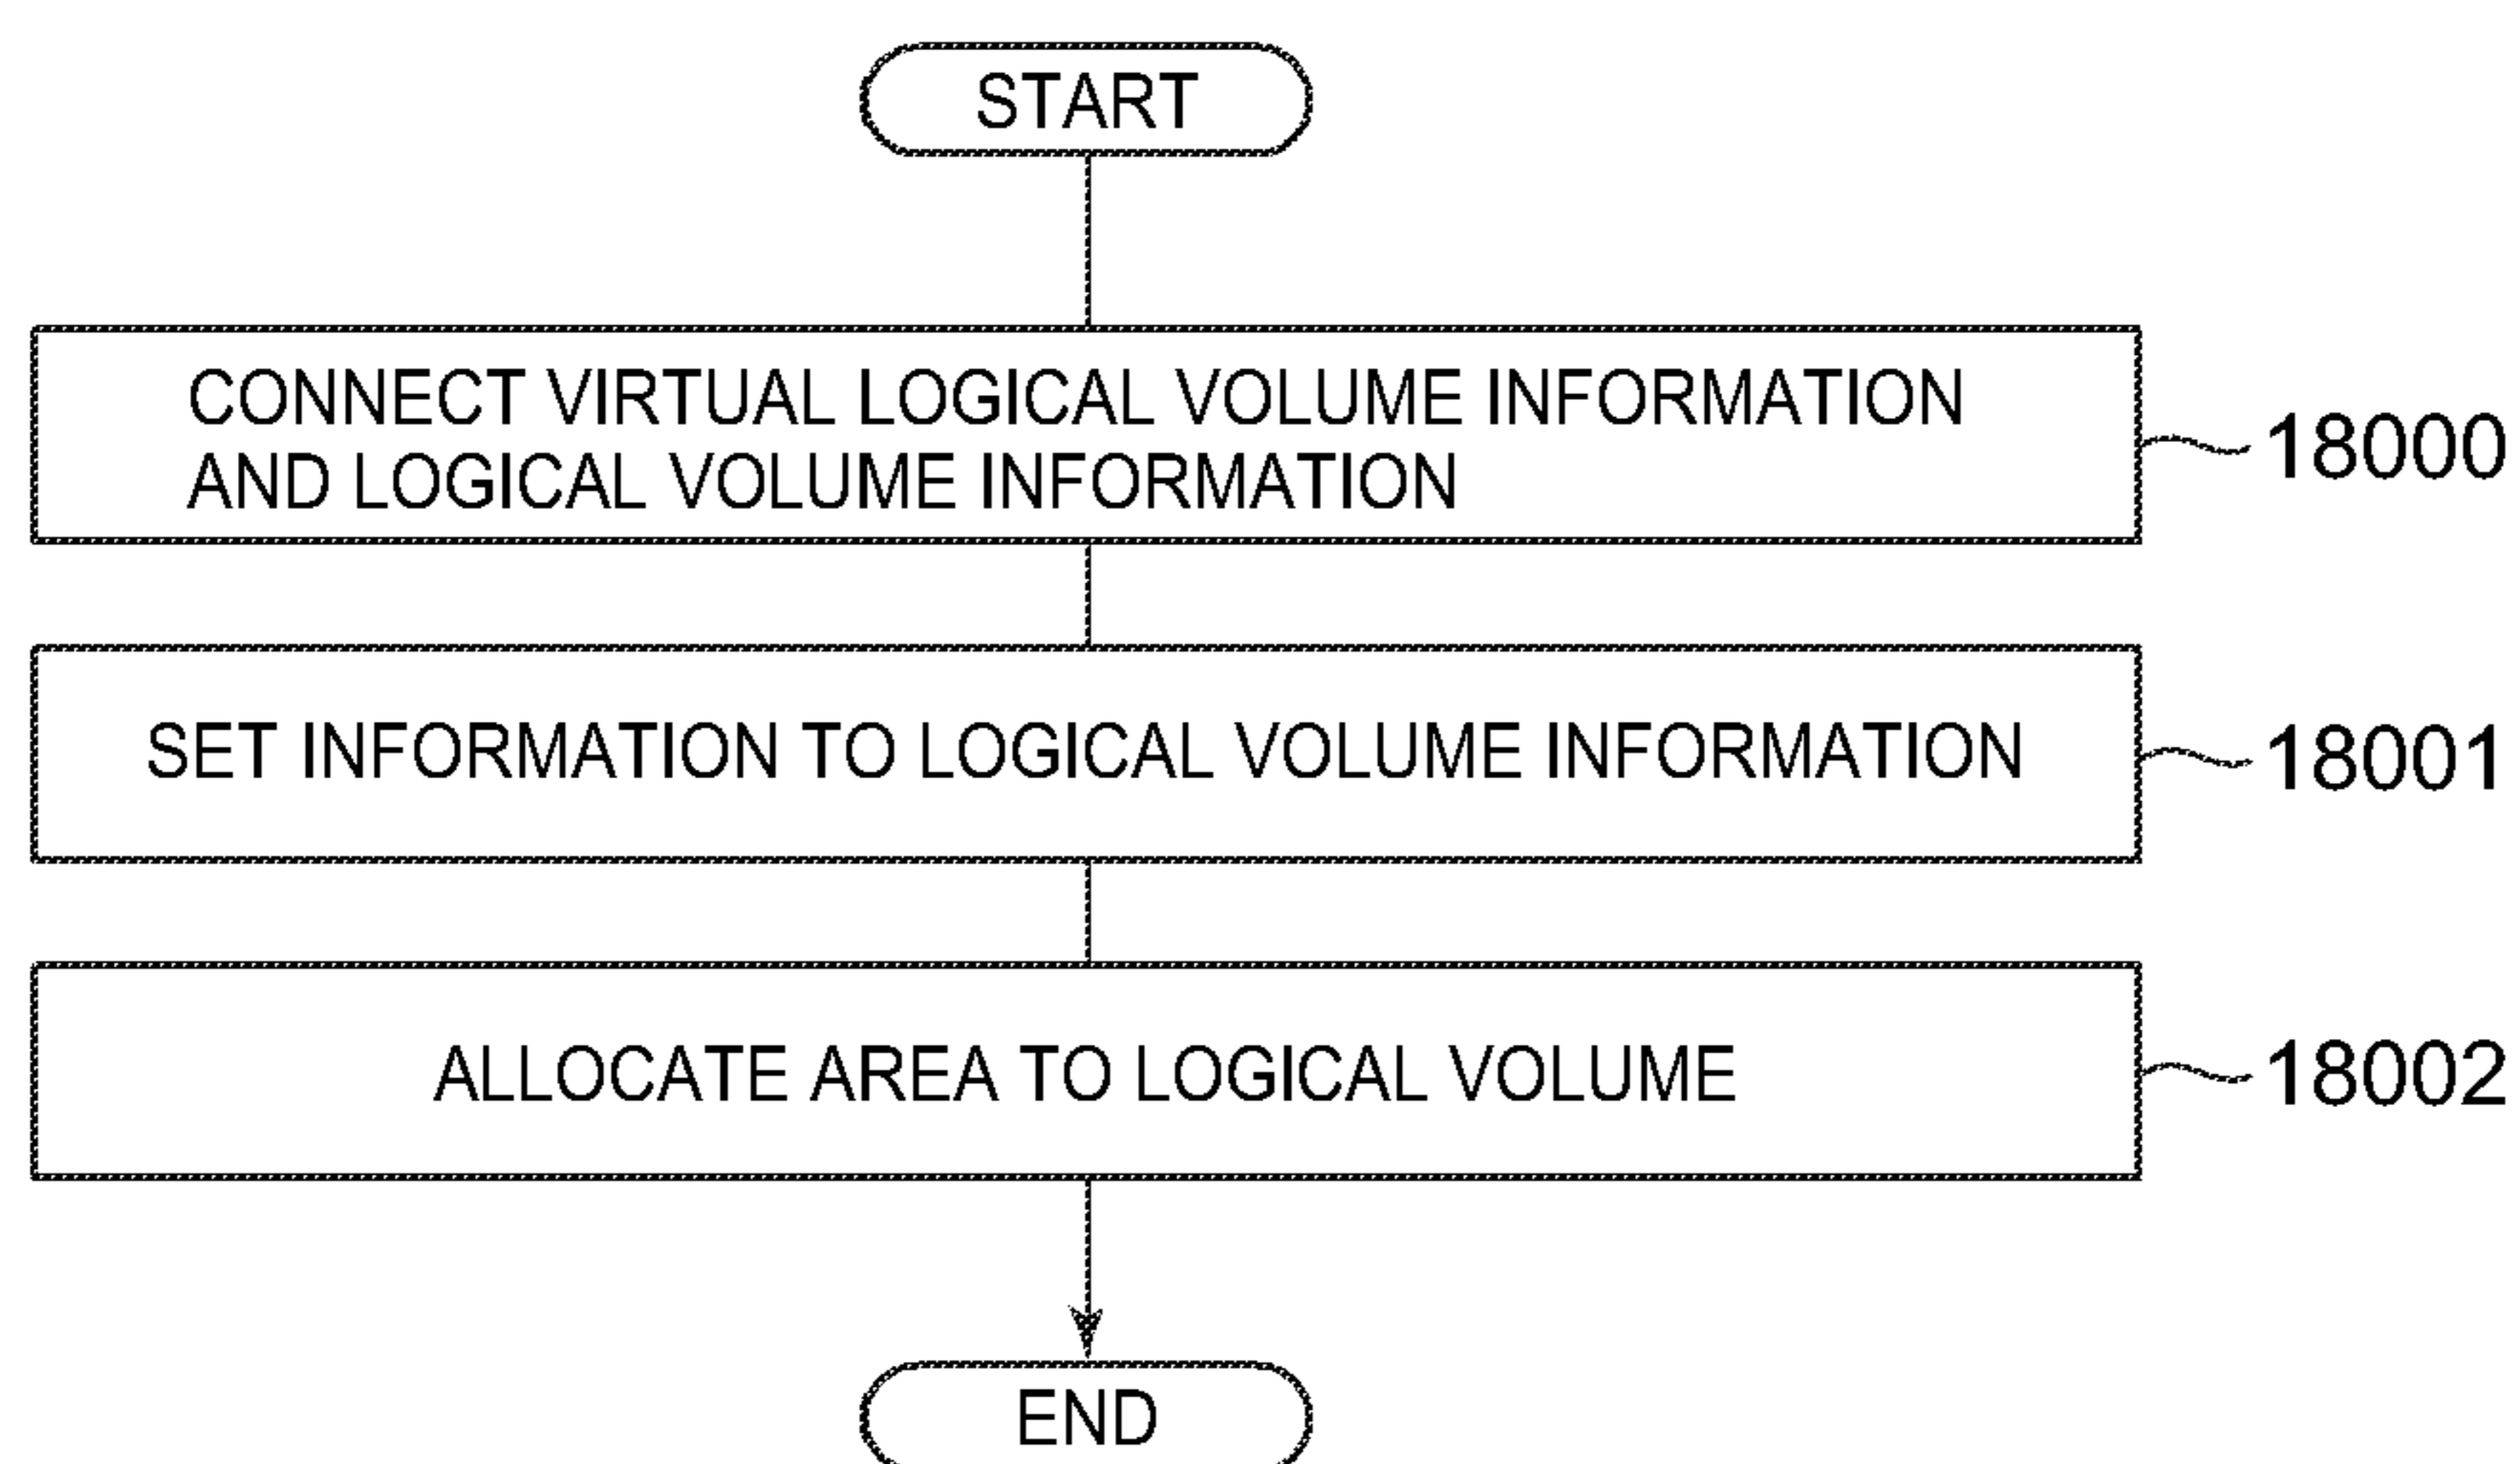 START
CONNECT VIRTUAL LOGICAL VOLUME INFORMATION
AND LOGICAL VOLUME INFORMATION
18000
SET INFORMATION TO LOGICAL VOLUME INFORMATION
18001
ALLOCATE AREA TO LOGICAL VOLUME
18002
END